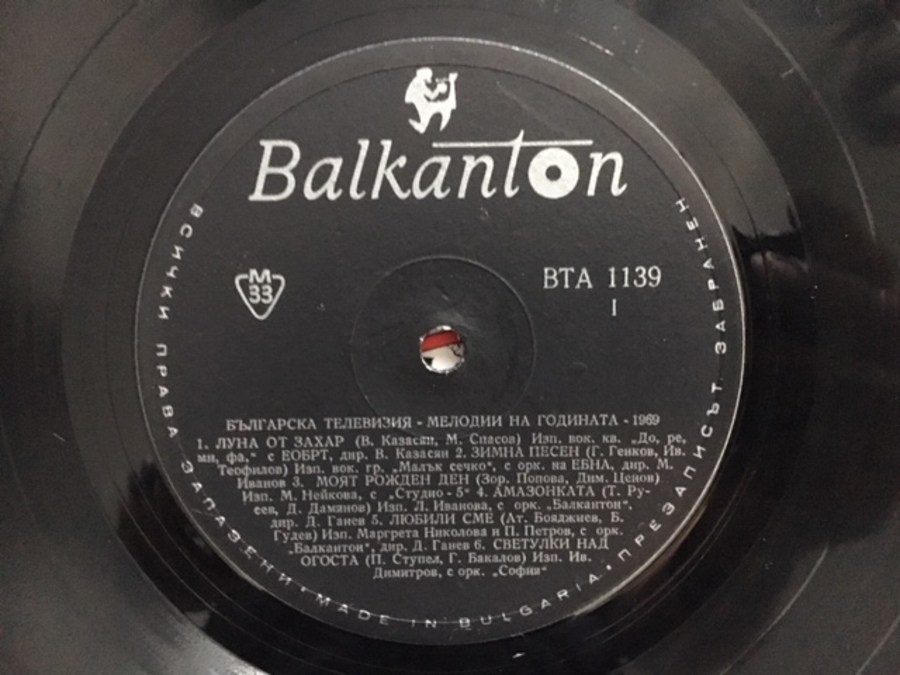 Balkanton
М
33
ВТА 1139
I
БЪЛГАРСКА ТЕЛЕВИЗИЯ - МЕЛОДИИ НА ГОДИНАТА - 1969
1. ЛУНА ОТ ЗАХАР (В. Казасян, М. Спасов) Изп. вок. кв. „До, ре,
ми, фа," с ЕОБРТ, дир. В. Казасян 2. ЗИМНА ПЕСЕН (Г. Генков, Ив.
Теофилов) Изп. вок. гр. „Малък сечко", с орк. на ЕБНА, дир. М.
Иванов 3. МОЯТ РОЖДЕН ДЕН (Зор. Попова, Дим. Ценов)
Изп. М. Нейкова, с „Студио - 5" 4. АМАЗОНКАТА (Т. Ру-
сев, Д. Дамянов) Изп. Л. Иванова, с орк. „Балкантон",
дир. Д. Ганев 5. ЛЮБИЛИ СМЕ (Ат. Бояджиев, Б.
Гудев) Изп. Маргрета Николова и П. Петров, с орк.
„Балкантон", дир. Д. Ганев 6. СВЕТУЛКИ НАД
ОГОСТА (П. Ступел, Г. Бакалов) Изп. Ив.
Димитров, с орк. „София"
ВСИЧКИ ПРАВА ЗАПАЗЕНИ • MADE IN BULGARIA • ПРЕЗАПИСЪТ ЗАБРАНЕН